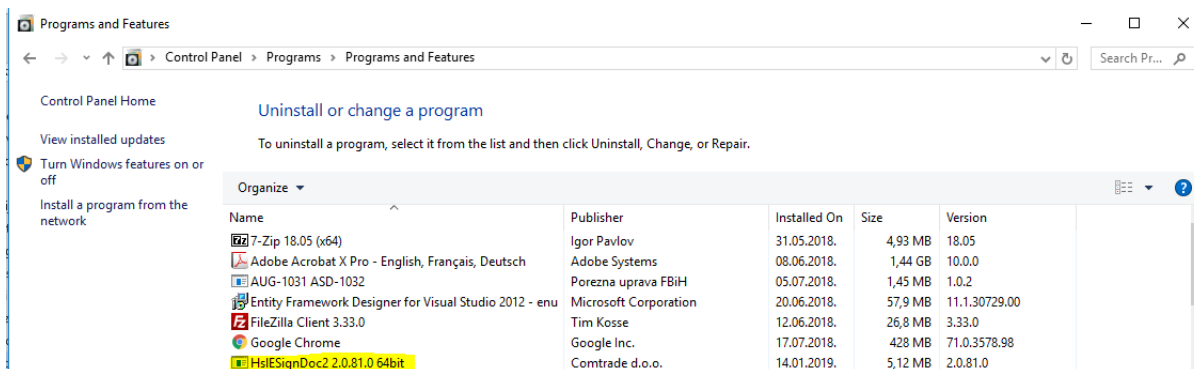 Programs and Features
Control Panel > Programs > Programs and Features
Search Pr...
Control Panel Home
View installed updates
Turn Windows features on or
off
Install a program from the
network
Uninstall or change a program
To uninstall a program, select it from the list and then click Uninstall, Change, or Repair.
Organize
Name Publisher Installed On Size Version
7-Zip 18.05 (x64) Igor Pavlov 31.05.2018. 4,93 MB 18.05
Adobe Acrobat X Pro - English, Français, Deutsch Adobe Systems 08.06.2018. 1,44 GB 10.0.0
AUG-1031 ASD-1032 Porezna uprava FBiH 05.07.2018. 1,45 MB 1.0.2
Entity Framework Designer for Visual Studio 2012 - enu Microsoft Corporation 20.06.2018. 57,9 MB 11.1.30729.00
FileZilla Client 3.33.0 Tim Kosse 12.06.2018. 26,8 MB 3.33.0
Google Chrome Google Inc. 17.07.2018. 428 MB 71.0.3578.98
HslESignDoc2 2.0.81.0 64bit Comtrade d.o.o. 14.01.2019. 5,12 MB 2.0.81.0